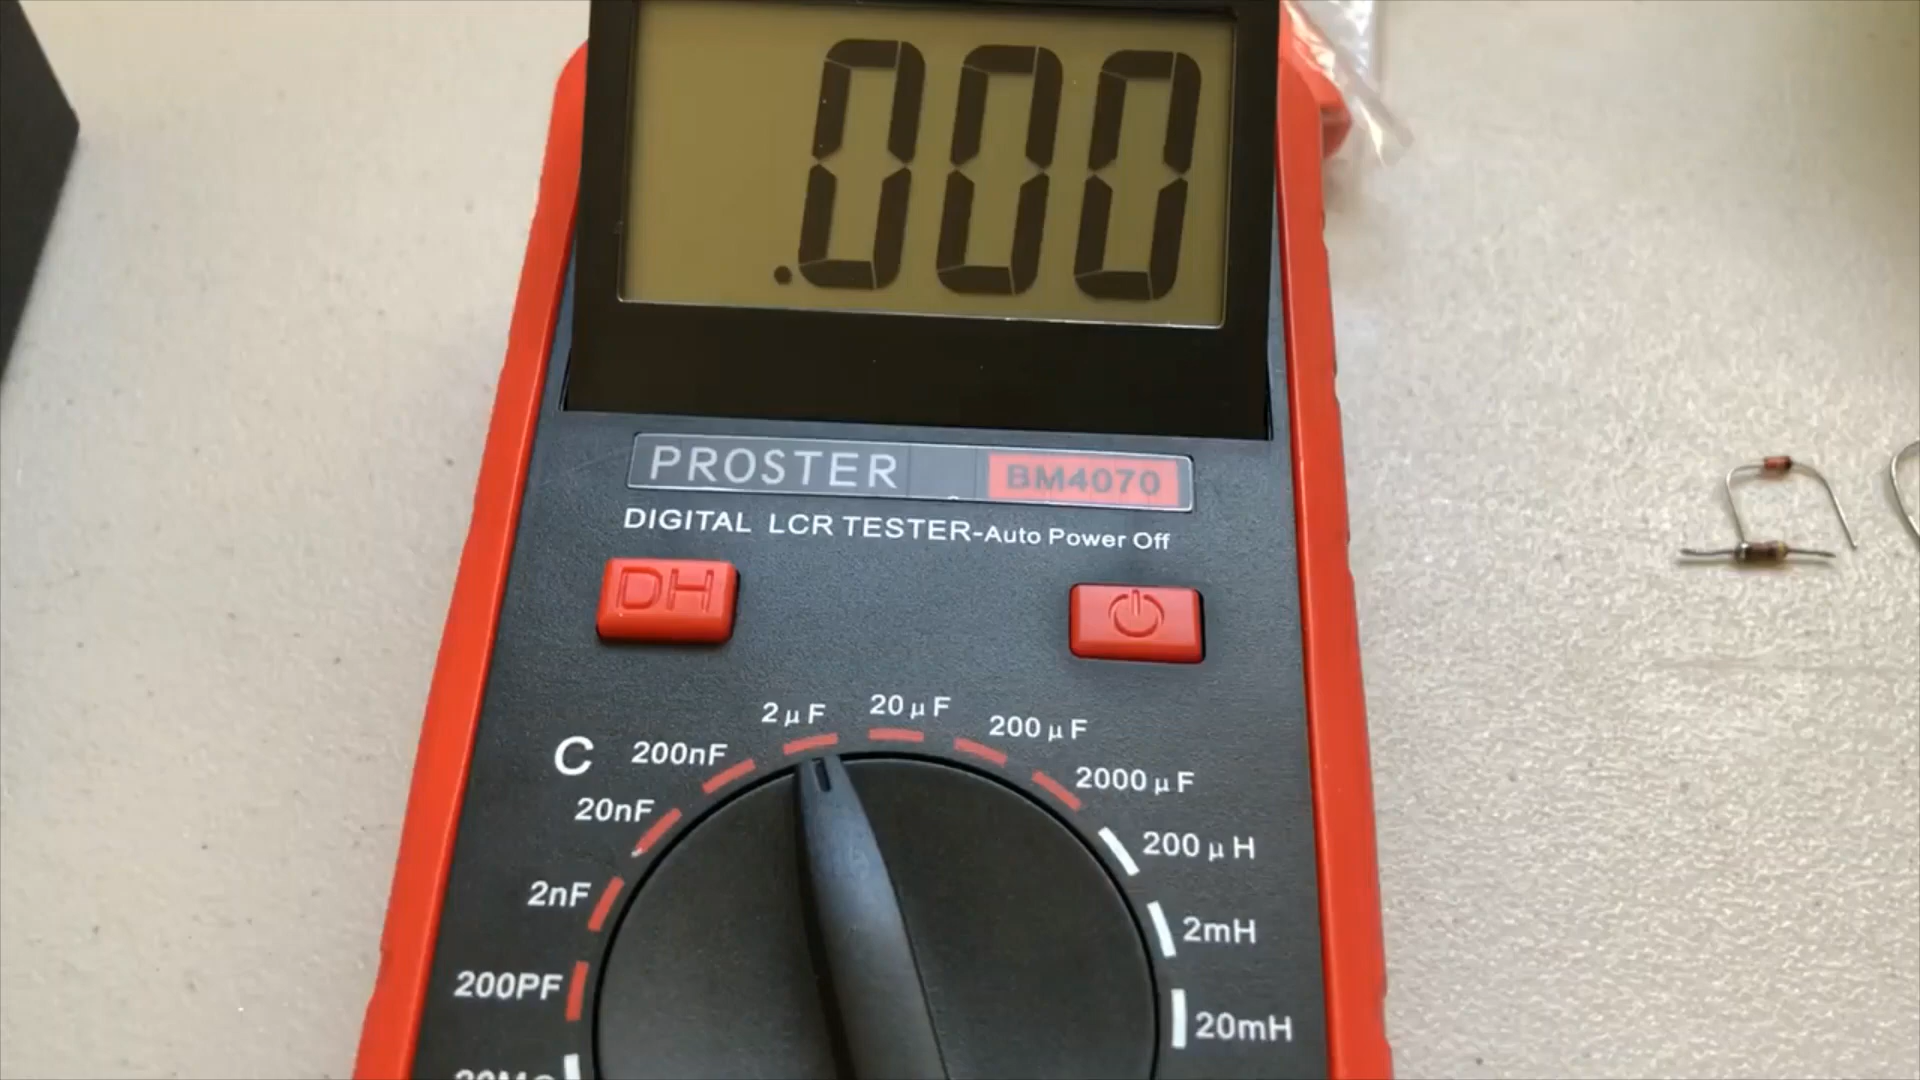 .000
PROSTER BM4070
DIGITAL LCR TESTER-Auto Power Off
DH
2μF
20μF
200μF
C
200nF
2000μF
20nF
200μH
2nF
2mH
200PF
20mH